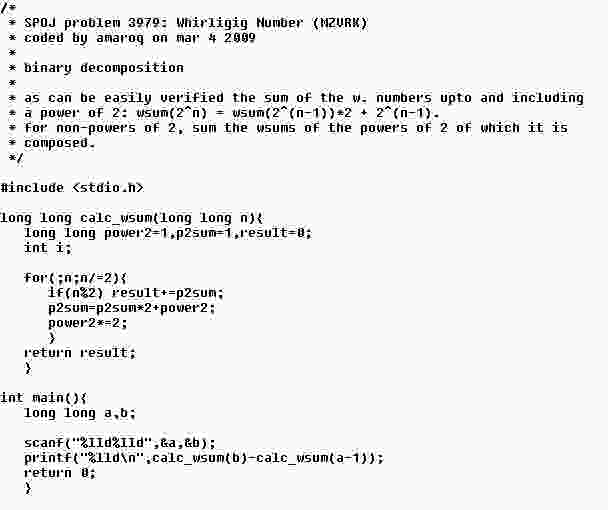 /*
 * SPOJ problem 3979: Whirligig Number (MZVRK)
 * coded by amaroq on mar 4 2009
 *
 * binary decomposition
 *
 * as can be easily verified the sum of the w. numbers upto and including
 * a power of 2: wsum(2^n) = wsum(2^(n-1))*2 + 2^(n-1).
 * for non-powers of 2, sum the wsums of the powers of 2 of which it is
 * composed.
 */
#include <stdio.h>
long long calc_wsum(long long n){
   long long power2=1,p2sum=1,result=0;
   int i;
   for(;n;n/=2){
      if(n%2) result+=p2sum;
      p2sum=p2sum*2+power2;
      power2*=2;
      }
   return result;
   }
int main(){
   long long a,b;
   scanf("%lld%lld",&a,&b);
   printf("%lld\n",calc_wsum(b)-calc_wsum(a-1));
   return 0;
   }